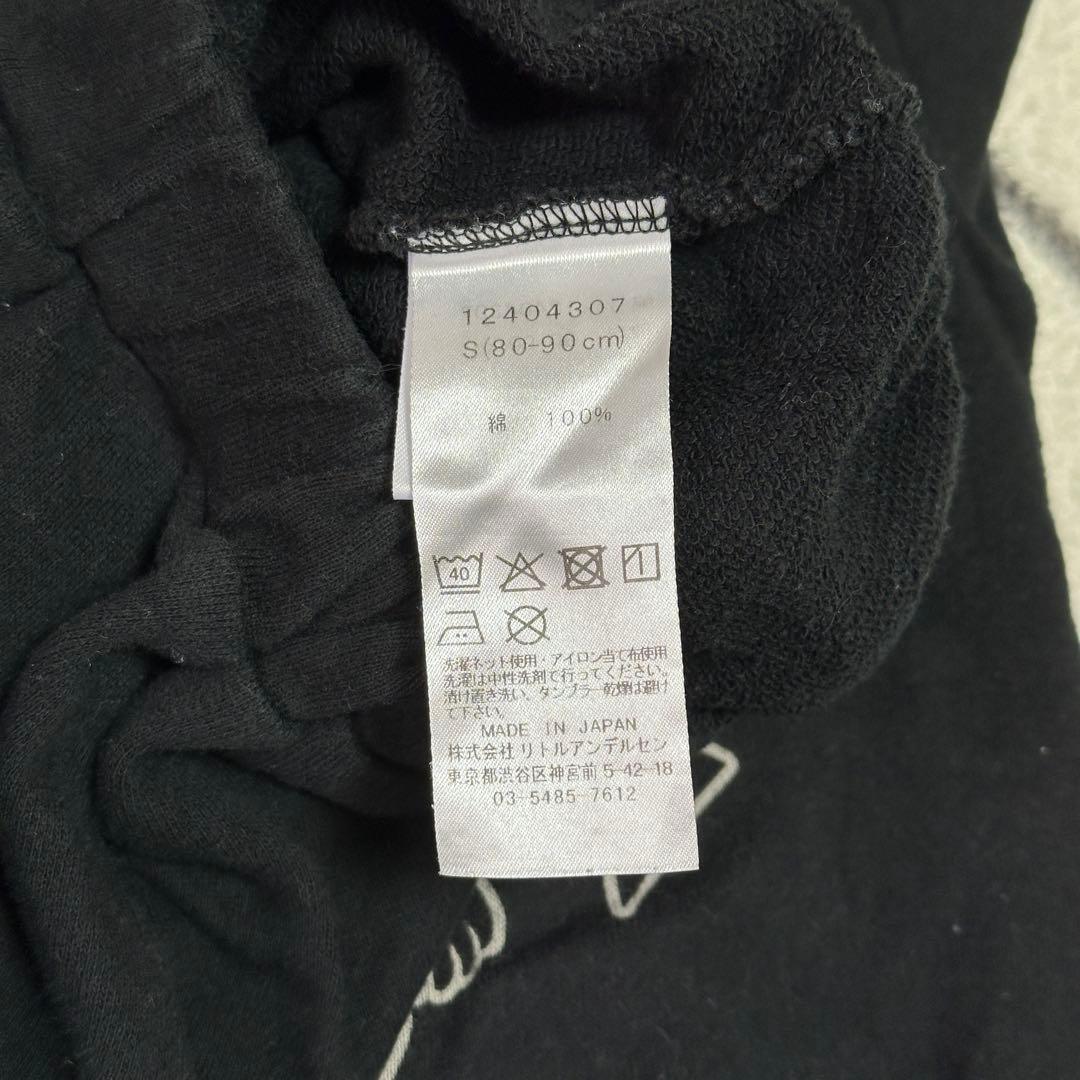 12404307
S(80-90cm)
綿 100%
40
洗濯ネット使用・アイロン当て布使用
洗濯は中性洗剤で行ってください。
漬け置き洗い、タンブラー乾燥は避け
て下さい。
MADE IN JAPAN
株式会社リトルアンデルセン
東京都渋谷区神宮前5-42-18
03-5485-7612